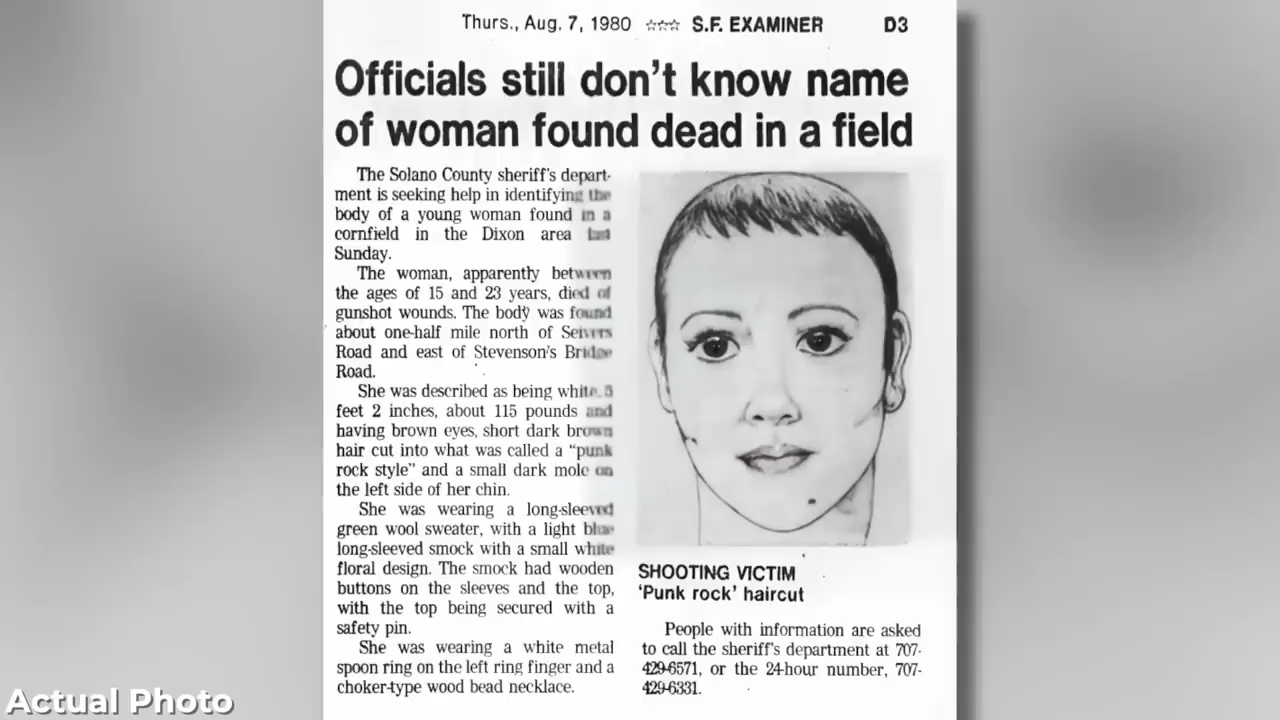 Thurs., Aug. 7, 1980 ☆☆☆ S.F. EXAMINER D3
Officials still don't know name
of woman found dead in a field
The Solano County sheriff's depart-
ment is seeking help in identifying the
body of a young woman found in a
cornfield in the Dixon area last
Sunday.
The woman, apparently between
the ages of 15 and 23 years, died of
gunshot wounds. The body was found
about one-half mile north of Seivers
Road and east of Stevenson's Bridge
Road.
She was described as being white, 5
feet 2 inches, about 115 pounds and
having brown eyes, short dark brown
hair cut into what was called a "punk
rock style" and a small dark mole on
the left side of her chin.
She was wearing a long-sleeved
green wool sweater, with a light blue
long-sleeved smock with a small white
floral design. The smock had wooden
buttons on the sleeves and the top,
with the top being secured with a
safety pin.
She was wearing a white metal
spoon ring on the left ring finger and a
choker-type wood bead necklace.
SHOOTING VICTIM
'Punk rock' haircut
People with information are asked
to call the sheriff's department at 707-
429-6571, or the 24-hour number, 707-
429-6331.
Actual Photo